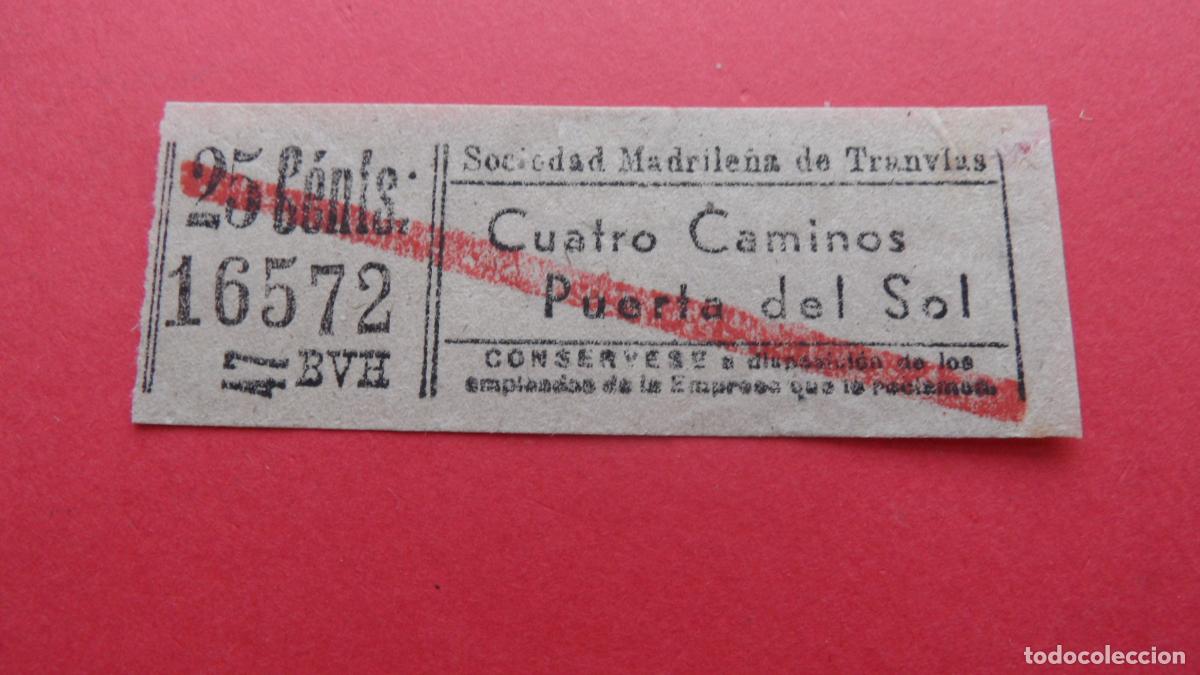 25 Cénts.
16572
47 BVH
Sociedad Madrileña de Tranvías
Cuatro Caminos
Puerta del Sol
CONSERVESE a disposición de los
empleados de la Empresa que lo reclamen
todocoleccion